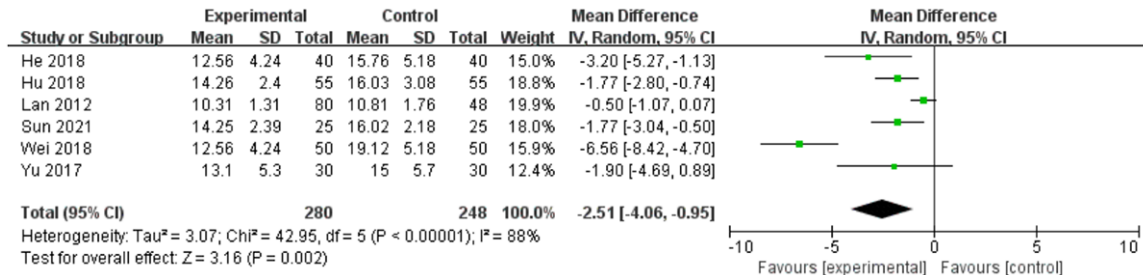 Experimental Control Mean Difference Mean Difference
Study or Subgroup Mean SD Total Mean SD Total Weight IV, Random, 95% CI IV, Random, 95% CI
He 2018 12.56 4.24 40 15.76 5.18 40 15.0% -3.20 [-5.27, -1.13]
Hu 2018 14.26 2.4 55 16.03 3.08 55 18.8% -1.77 [-2.80, -0.74]
Lan 2012 10.31 1.31 80 10.81 1.76 48 19.9% -0.50 [-1.07, 0.07]
Sun 2021 14.25 2.39 25 16.02 2.18 25 18.0% -1.77 [-3.04, -0.50]
Wei 2018 12.56 4.24 50 19.12 5.18 50 15.9% -6.56 [-8.42, -4.70]
Yu 2017 13.1 5.3 30 15 5.7 30 12.4% -1.90 [-4.69, 0.89]
Total (95% CI) 280 248 100.0% -2.51 [-4.06, -0.95]
Heterogeneity: Tau² = 3.07; Chi² = 42.95, df = 5 (P < 0.00001); I² = 88%
Test for overall effect: Z = 3.16 (P = 0.002)
-10 -5 0 5 10
Favours [experimental] Favours [control]